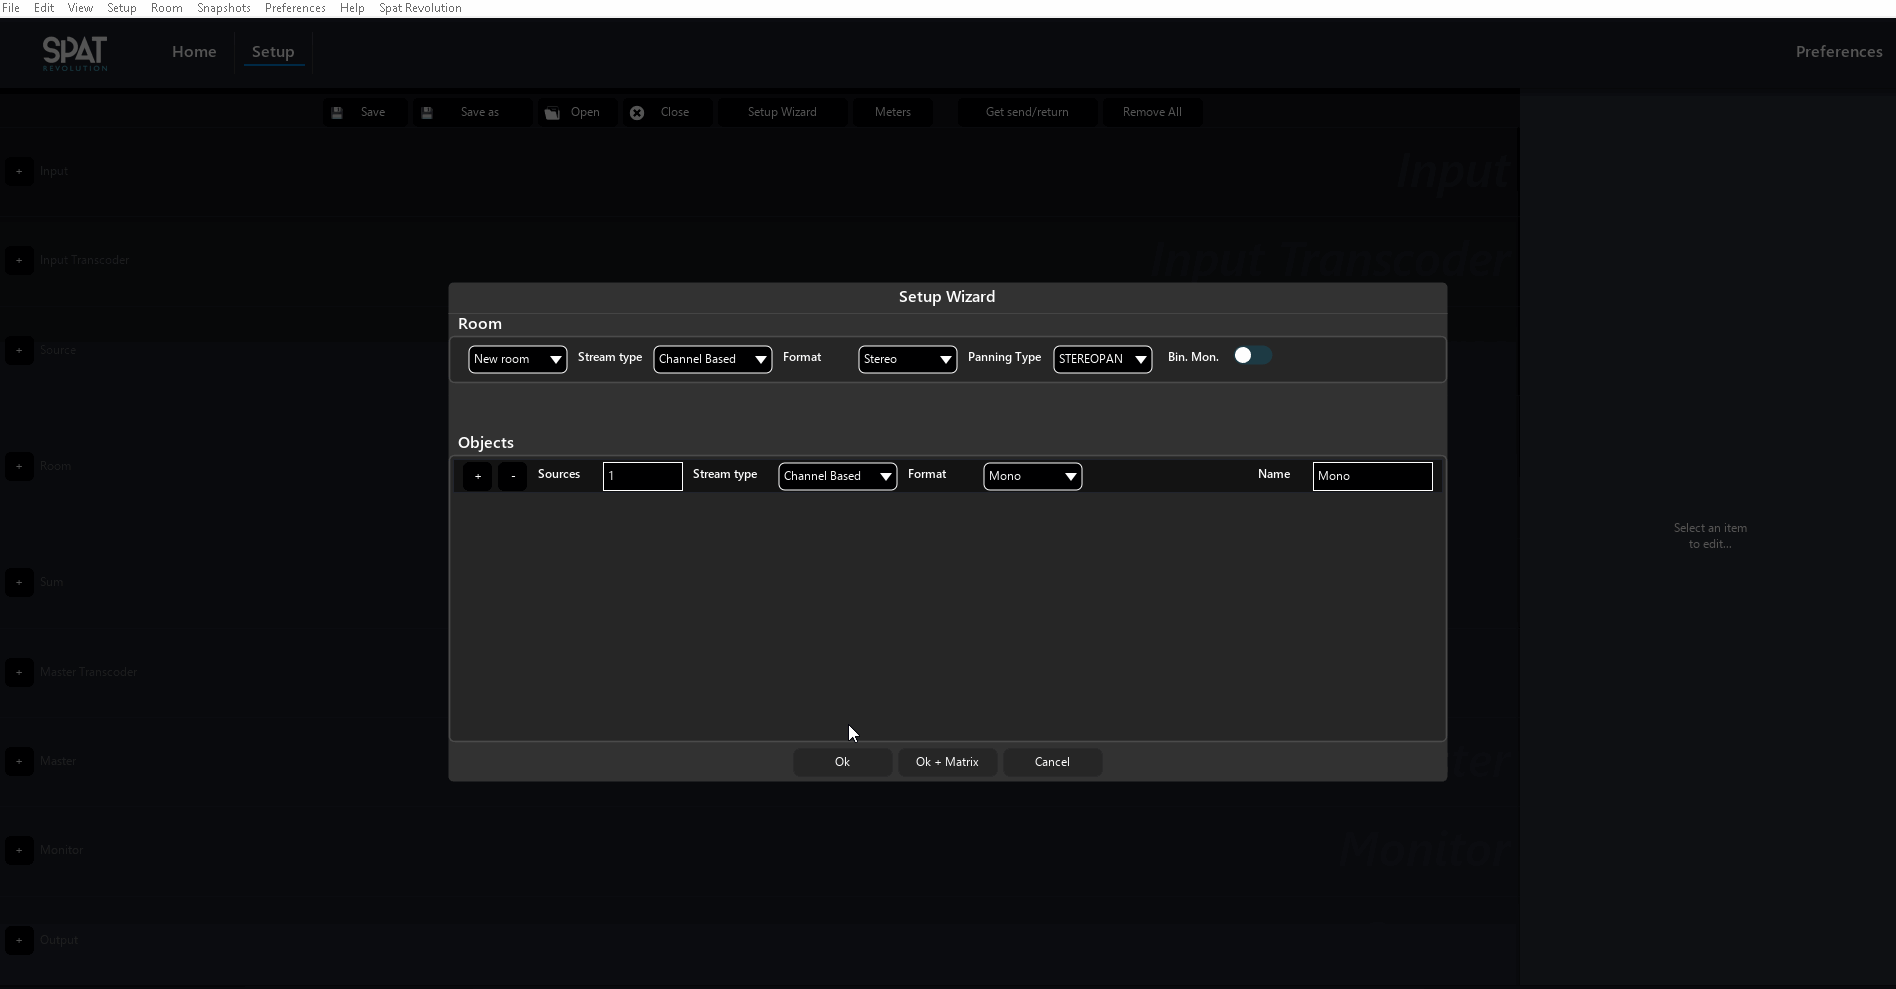 File Edit View Setup Room Snapshots Preferences Help Spat Revolution
SPAT
REVOLUTION
Home Setup Preferences
Save Save as Open Close Setup Wizard Meters Get send/return Remove All
+ Input Input
+ Input Transcoder Input Transcoder
Setup Wizard
Room
+ Source
New room Stream type Channel Based Format Stereo Panning Type STEREOPAN Bin. Mon.
Objects
+ Room
+ - Sources 1 Stream type Channel Based Format Mono Name Mono
Select an item
to edit...
+ Sum
+ Master Transcoder
+ Master
Ok Ok + Matrix Cancel
+ Monitor Monitor
+ Output